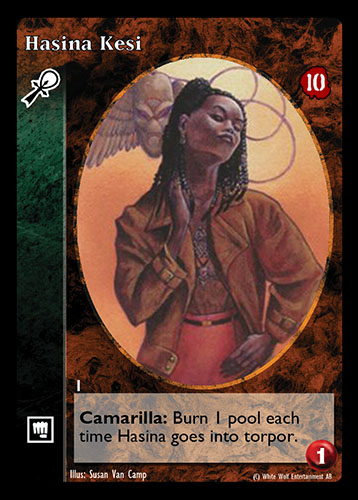 Hasina Kesi
10
1
Camarilla: Burn 1 pool each
time Hasina goes into torpor.
1
Illus: Susan Van Camp
(C) White Wolf Entertainment AB